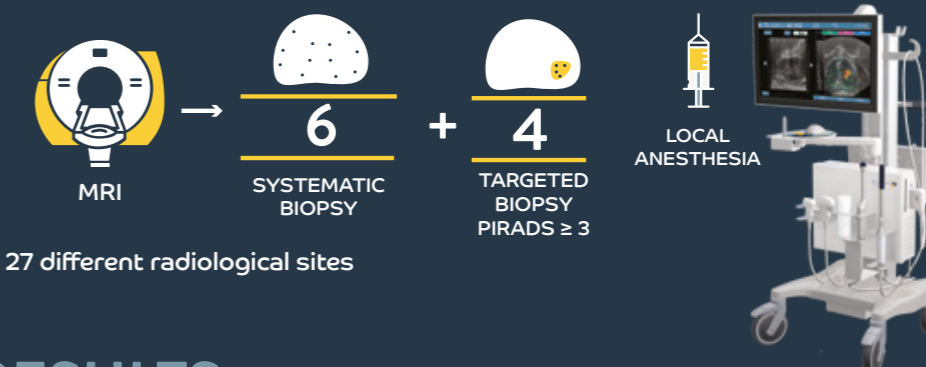 MRI
6
SYSTEMATIC
BIOPSY
+
4
TARGETED
BIOPSY
PIRADS ≥ 3
LOCAL
ANESTHESIA
27 different radiological sites